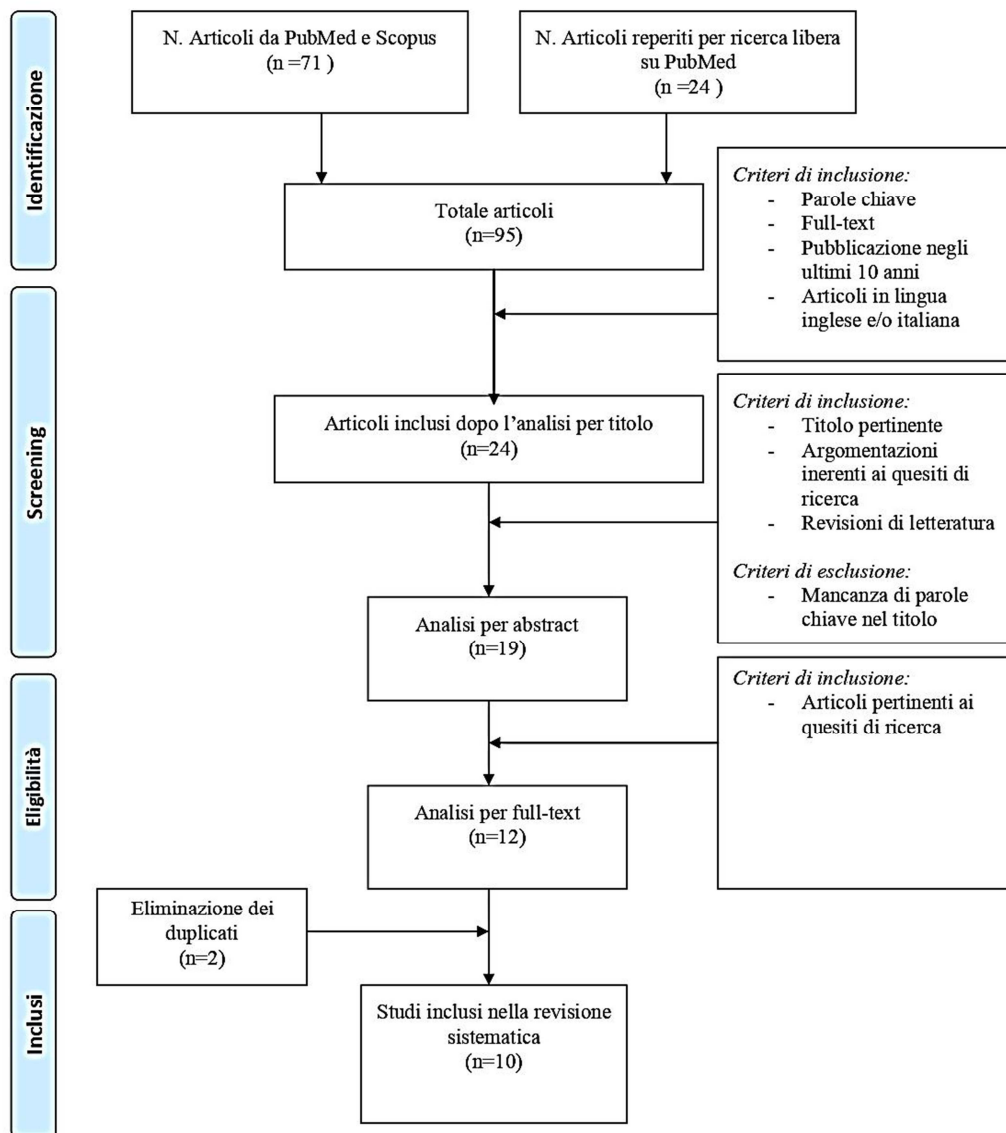 N. Articoli da PubMed e Scopus
(n =71 )
N. Articoli reperiti per ricerca libera
su PubMed
(n =24 )
Identificazione
Totale articoli
(n=95)
Criteri di inclusione:
- Parole chiave
- Full-text
- Pubblicazione negli
ultimi 10 anni
- Articoli in lingua
inglese e/o italiana
Screening
Articoli inclusi dopo l'analisi per titolo
(n=24)
Criteri di inclusione:
- Titolo pertinente
- Argomentazioni
inerenti ai quesiti di
ricerca
- Revisioni di letteratura
Criteri di esclusione:
- Mancanza di parole
chiave nel titolo
Analisi per abstract
(n=19)
Eligibilità
Criteri di inclusione:
- Articoli pertinenti ai
quesiti di ricerca
Analisi per full-text
(n=12)
Inclusi
Eliminazione dei
duplicati
(n=2)
Studi inclusi nella revisione
sistematica
(n=10)